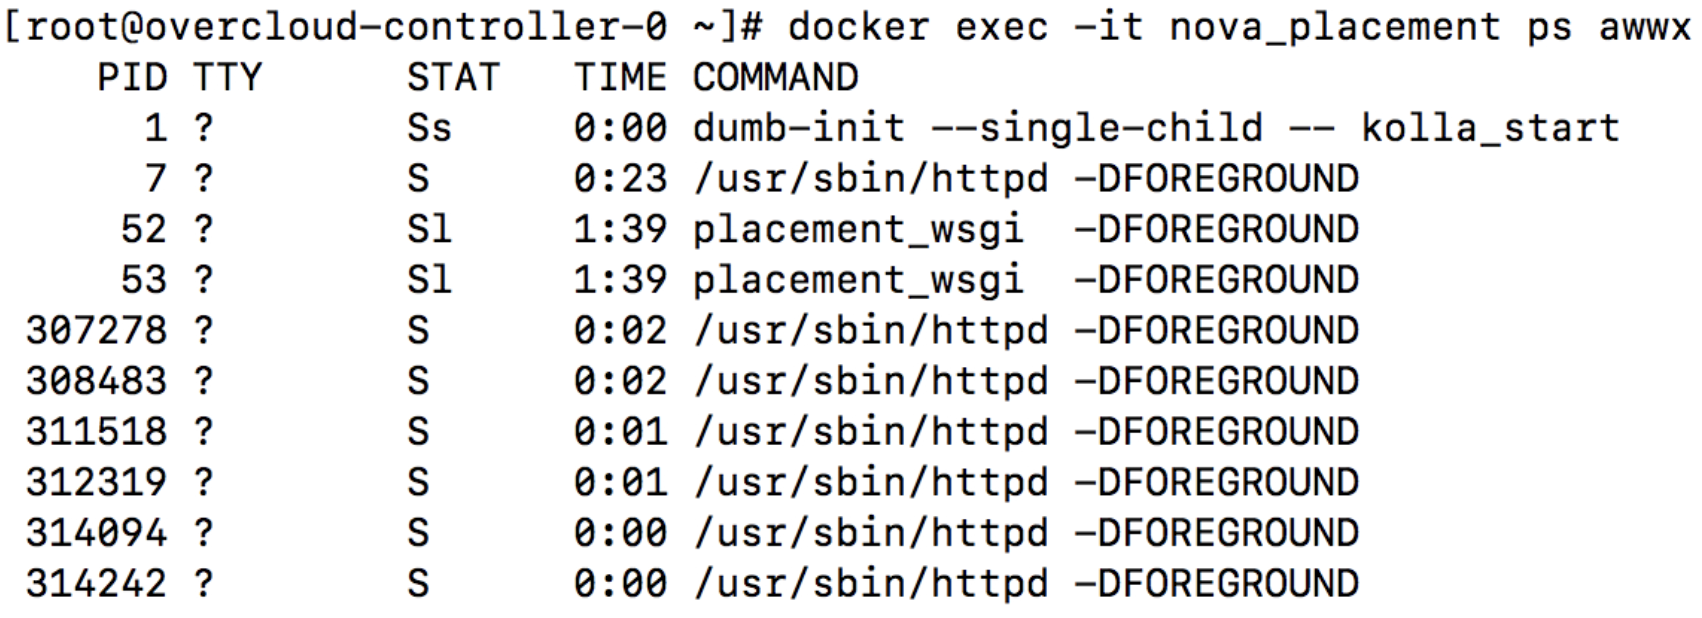 [root@overcloud-controller-0 ~]# docker exec -it nova_placement ps awwx
PID TTY STAT TIME COMMAND
1 ? Ss 0:00 dumb-init --single-child -- kolla_start
7 ? S 0:23 /usr/sbin/httpd -DFOREGROUND
52 ? Sl 1:39 placement_wsgi -DFOREGROUND
53 ? Sl 1:39 placement_wsgi -DFOREGROUND
307278 ? S 0:02 /usr/sbin/httpd -DFOREGROUND
308483 ? S 0:02 /usr/sbin/httpd -DFOREGROUND
311518 ? S 0:01 /usr/sbin/httpd -DFOREGROUND
312319 ? S 0:01 /usr/sbin/httpd -DFOREGROUND
314094 ? S 0:00 /usr/sbin/httpd -DFOREGROUND
314242 ? S 0:00 /usr/sbin/httpd -DFOREGROUND